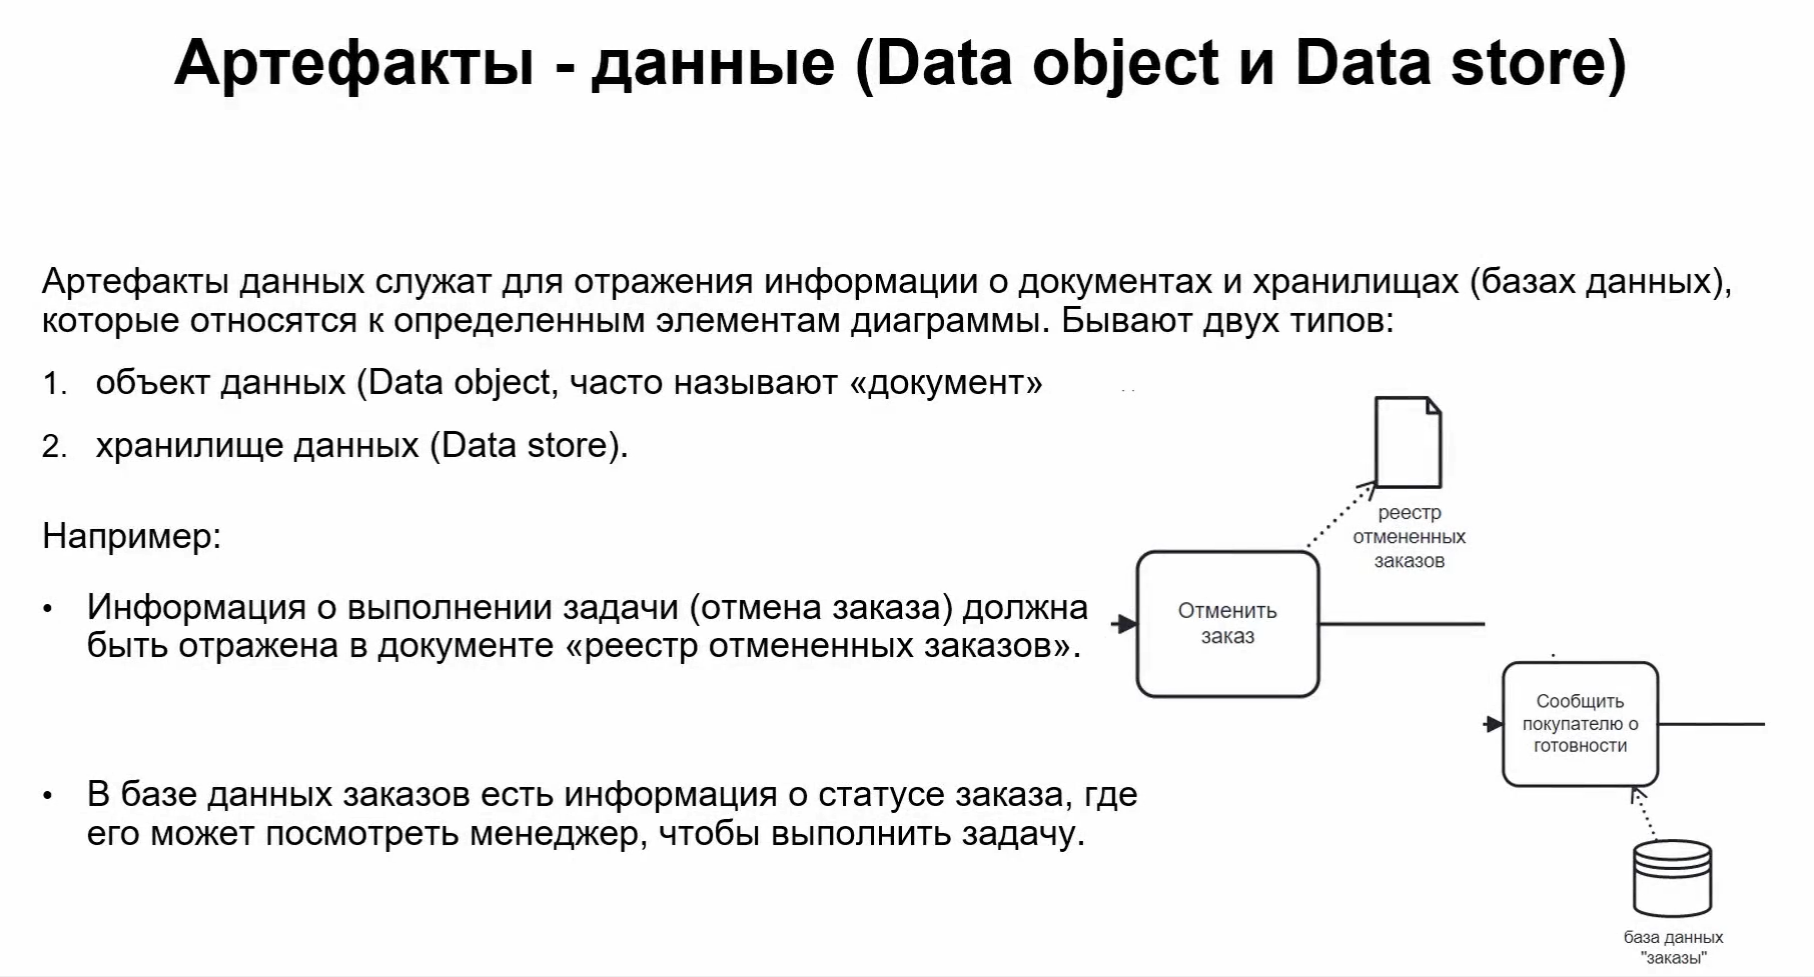 Артефакты - данные (Data object и Data store)
Артефакты данных служат для отражения информации о документах и хранилищах (базах данных),
которые относятся к определенным элементам диаграммы. Бывают двух типов:
1. объект данных (Data object, часто называют «документ»
2. хранилище данных (Data store).
Например:
• Информация о выполнении задачи (отмена заказа) должна
быть отражена в документе «реестр отмененных заказов».
• В базе данных заказов есть информация о статусе заказа, где
его может посмотреть менеджер, чтобы выполнить задачу.
реестр
отмененных
заказов
Отменить
заказ
Сообщить
покупателю о
готовности
база данных
"заказы"